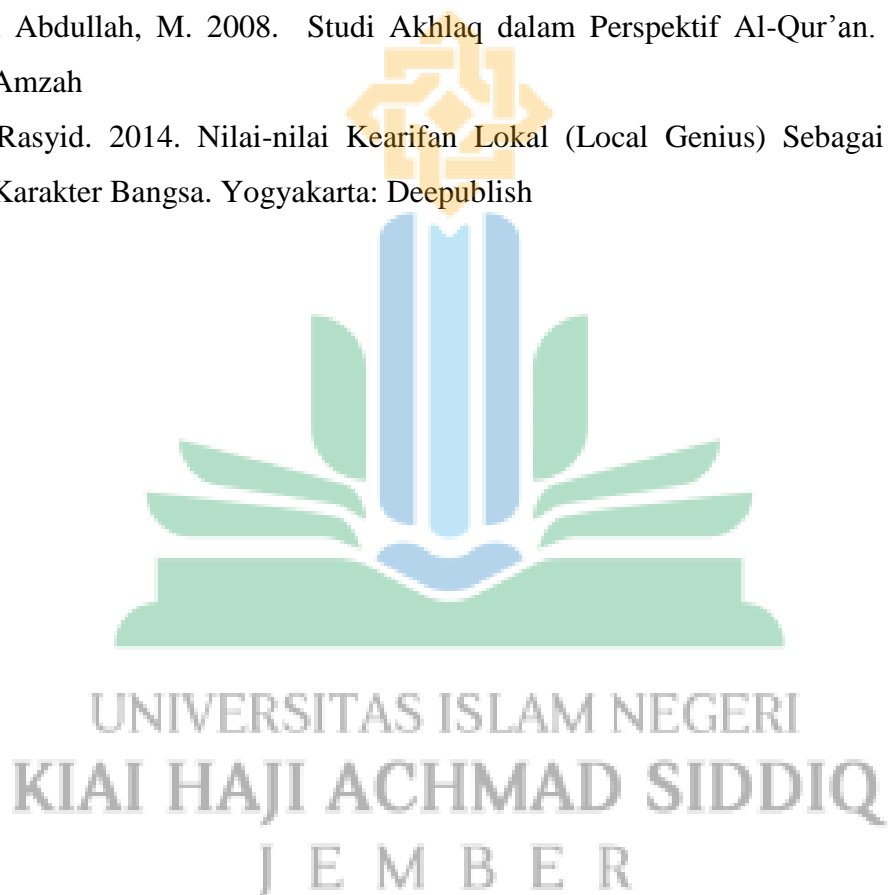 Abdullah, M. 2008. Studi Akhlaq dalam Perspektif Al-Qur’an.
Amzah
Rasyid. 2014. Nilai-nilai Kearifan Lokal (Local Genius) Sebagai
Karakter Bangsa. Yogyakarta: Deepublish
UNIVERSITAS ISLAM NEGERI
KIAI HAJI ACHMAD SIDDIQ
JEMBER